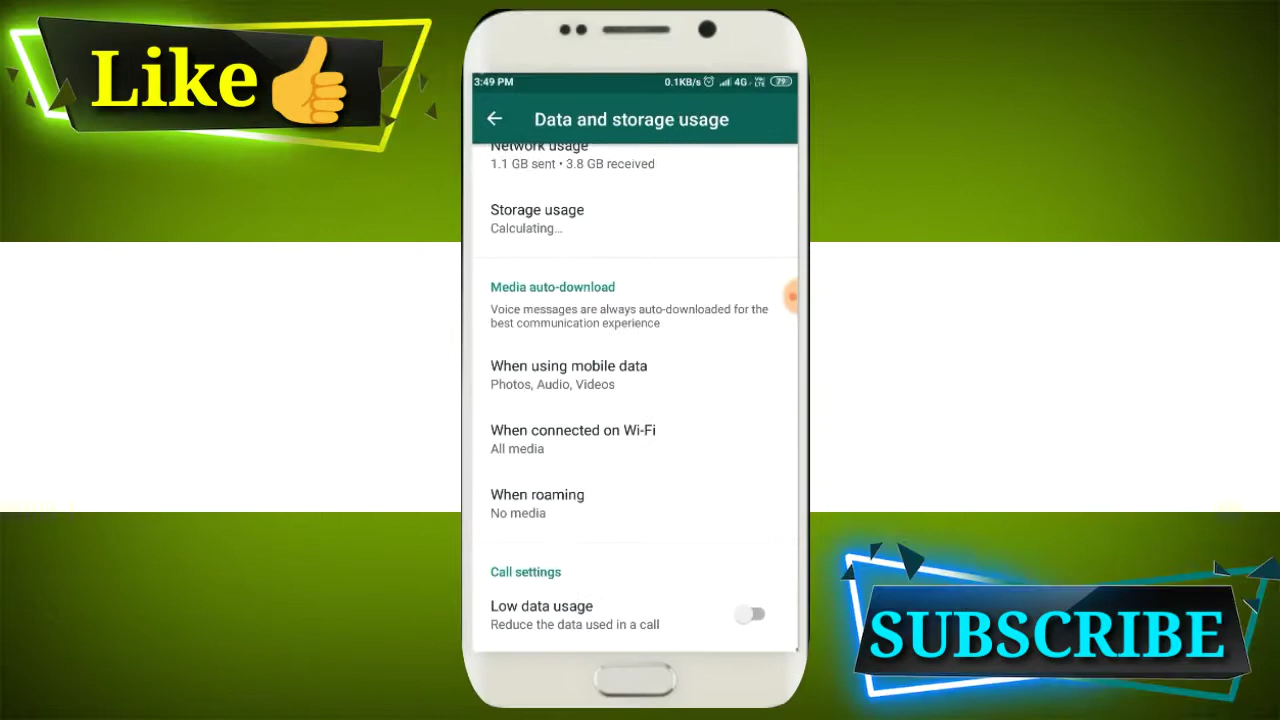 Like
3:49 PM
0.1KB/s 4G 79
Data and storage usage
Network usage
1.1 GB sent • 3.8 GB received
Storage usage
Calculating...
Media auto-download
Voice messages are always auto-downloaded for the
best communication experience
When using mobile data
Photos, Audio, Videos
When connected on Wi-Fi
All media
When roaming
No media
Call settings
Low data usage
Reduce the data used in a call
SUBSCRIBE